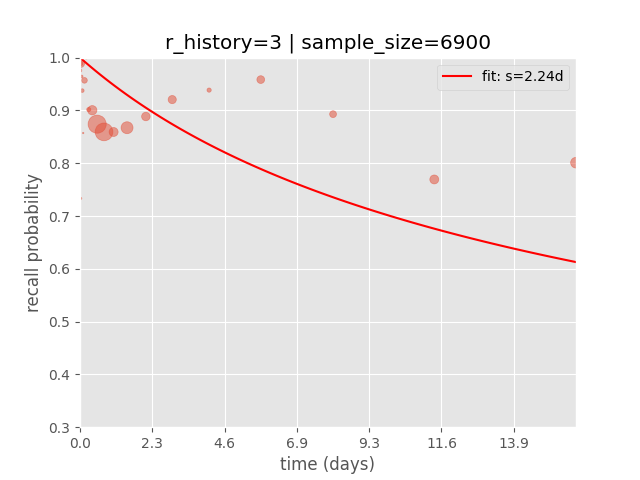 r_history=3 | sample_size=6900
fit: s=2.24d
recall probability
1.0
0.9
0.8
0.7
0.6
0.5
0.4
0.3
0.0 2.3 4.6 6.9 9.3 11.6 13.9
time (days)